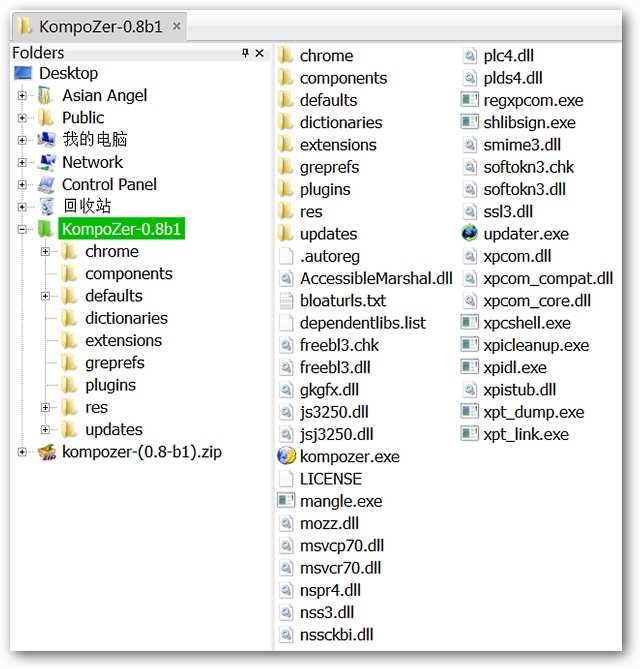 KompoZer-0.8b1
Folders
Desktop
Asian Angel
Public
我的电脑
Network
Control Panel
回收站
KompoZer-0.8b1
chrome
components
defaults
dictionaries
extensions
greprefs
plugins
res
updates
kompozer-(0.8-b1).zip
chrome
components
defaults
dictionaries
extensions
greprefs
plugins
res
updates
.autoreg
AccessibleMarshal.dll
bloaturls.txt
dependentlibs.list
freebl3.chk
freebl3.dll
gkgfx.dll
js3250.dll
jsj3250.dll
kompozer.exe
LICENSE
mangle.exe
mozz.dll
msvcp70.dll
msvcr70.dll
nspr4.dll
nss3.dll
nssckbi.dll
plc4.dll
plds4.dll
regxpcom.exe
shlibsign.exe
smime3.dll
softokn3.chk
softokn3.dll
ssl3.dll
updater.exe
xpcom.dll
xpcom_compat.dll
xpcom_core.dll
xpcshell.exe
xpicleanup.exe
xpidl.exe
xpistub.dll
xpt_dump.exe
xpt_link.exe